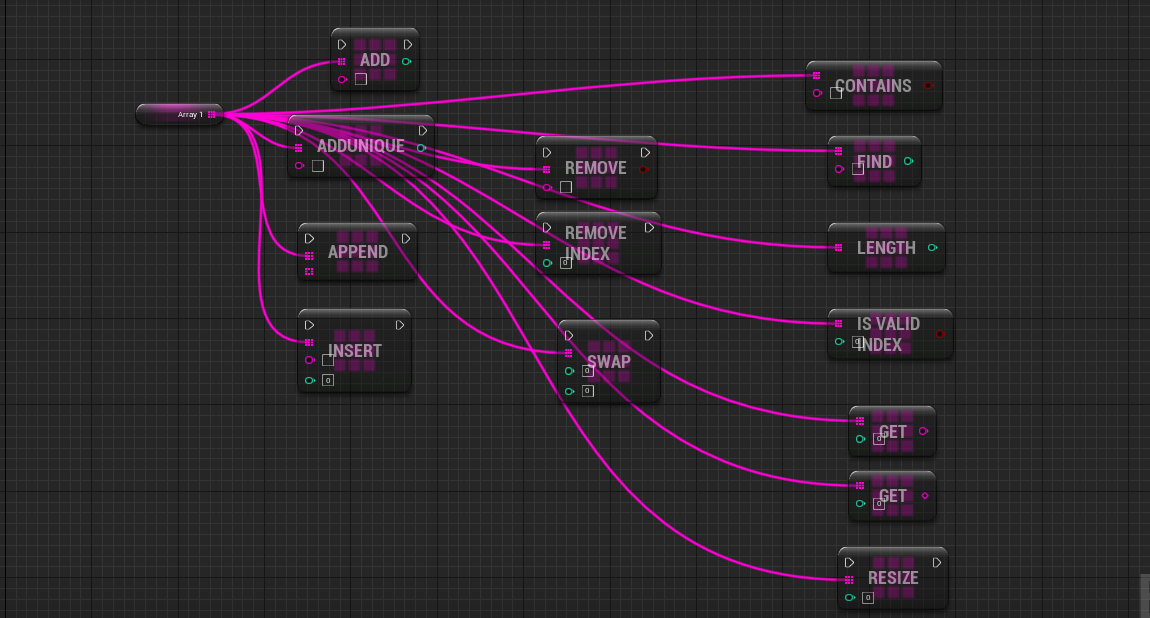 ADD
Array 1
CONTAINS
ADDUNIQUE
REMOVE
FIND
REMOVE
INDEX
0
APPEND
LENGTH
IS VALID
INDEX
0
INSERT
0
SWAP
0
0
GET
0
GET
0
RESIZE
0